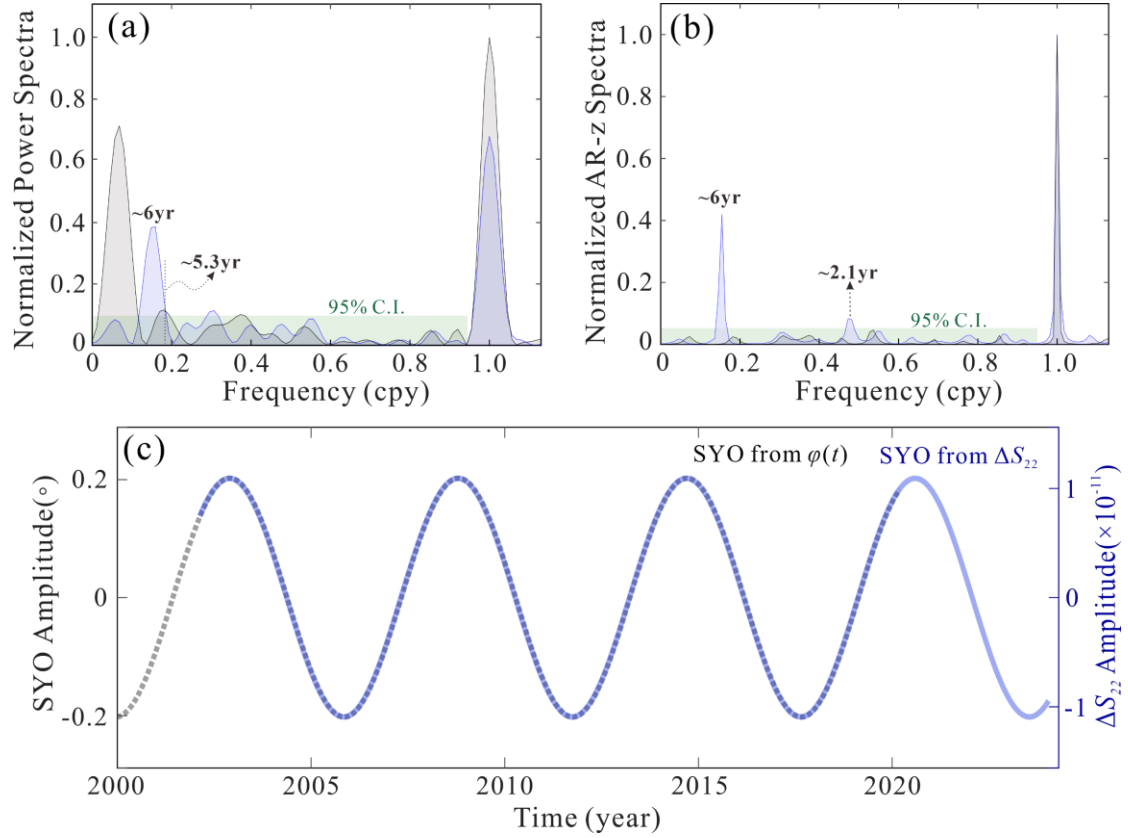 (a)
Normalized Power Spectra
1.0
0.8
0.6
0.4
0.2
0
~6yr
~5.3yr
95% C.I.
0 0.2 0.4 0.6 0.8 1.0
Frequency (cpy)
(b)
Normalized AR-z Spectra
1.0
0.8
0.6
0.4
0.2
0
~6yr
~2.1yr
95% C.I.
0 0.2 0.4 0.6 0.8 1.0
Frequency (cpy)
(c)
SYO from φ(t) SYO from ΔS₂₂
SYO Amplitude(°)
0.2
0
-0.2
1
0
-1
ΔS₂₂ Amplitude(×10⁻¹¹)
2000 2005 2010 2015 2020
Time (year)